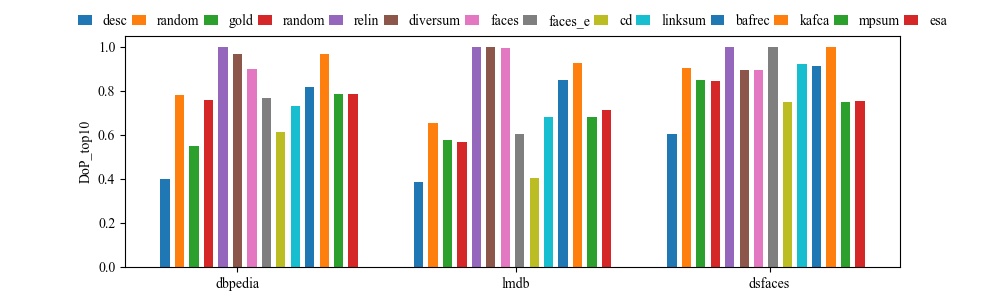 desc random gold random relin diversum faces faces_e cd linksum bafrec kafca mpsum esa
1.0
0.8
0.6
0.4
0.2
0.0
DoP_top10
dbpedia lmdb dsfaces